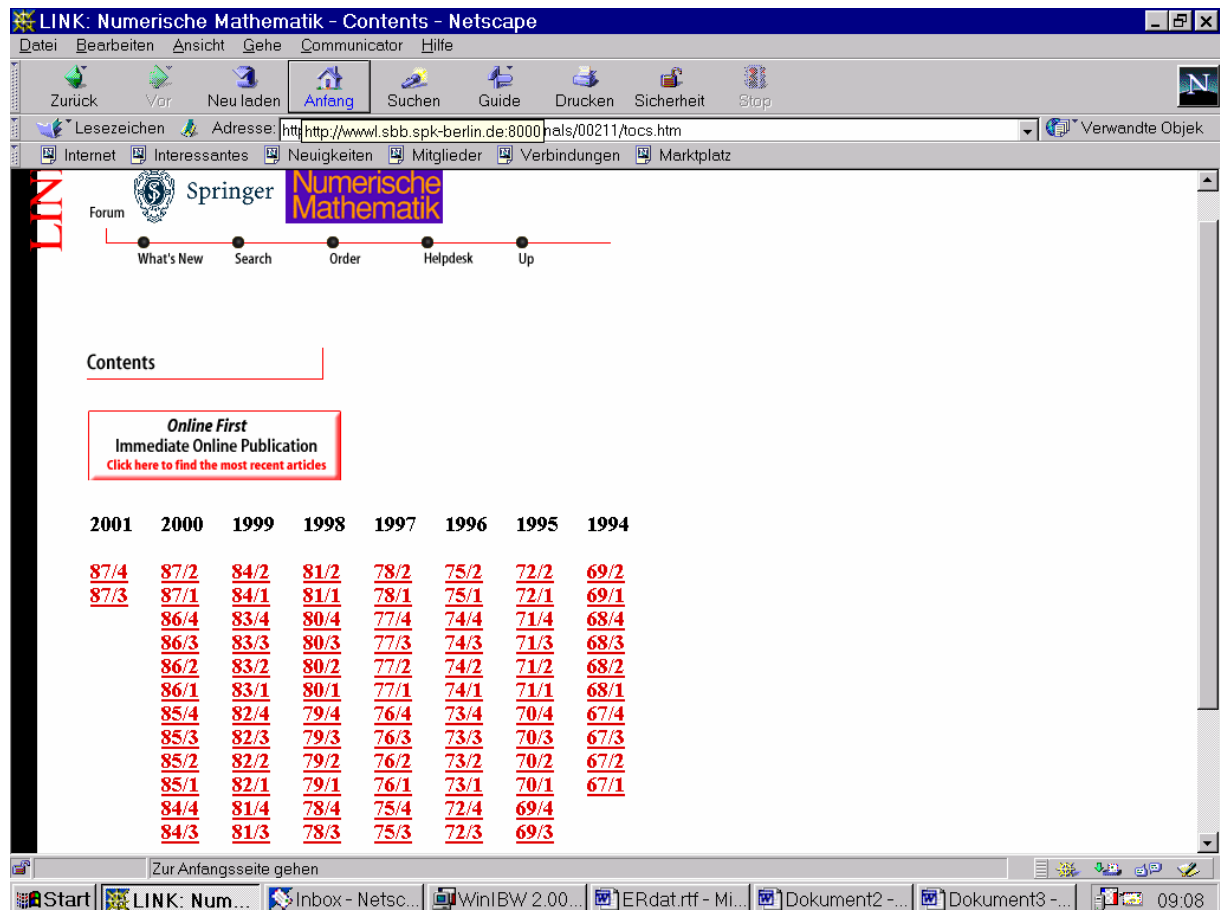 LINK: Numerische Mathematik - Contents - Netscape
Datei Bearbeiten Ansicht Gehe Communicator Hilfe
Zurück Vor Neu laden Anfang Suchen Guide Drucken Sicherheit Stop
N
Lesezeichen Adresse: http://wwwl.sbb.spk-berlin.de:8000 nals/00211/tocs.htm Verwandte Objek
Internet Interessantes Neuigkeiten Mitglieder Verbindungen Marktplatz
LIN
Forum
Springer
Numerische
Mathematik
What's New Search Order Helpdesk Up
Contents
Online First
Immediate Online Publication
Click here to find the most recent articles
2001 2000 1999 1998 1997 1996 1995 1994
87/4 87/2 84/2 81/2 78/2 75/2 72/2 69/2
87/3 87/1 84/1 81/1 78/1 75/1 72/1 69/1
86/4 83/4 80/4 77/4 74/4 71/4 68/4
86/3 83/3 80/3 77/3 74/3 71/3 68/3
86/2 83/2 80/2 77/2 74/2 71/2 68/2
86/1 83/1 80/1 77/1 74/1 71/1 68/1
85/4 82/4 79/4 76/4 73/4 70/4 67/4
85/3 82/3 79/3 76/3 73/3 70/3 67/3
85/2 82/2 79/2 76/2 73/2 70/2 67/2
85/1 82/1 79/1 76/1 73/1 70/1 67/1
84/4 81/4 78/4 75/4 72/4 69/4
84/3 81/3 78/3 75/3 72/3 69/3
Zur Anfangsseite gehen
Start LINK: Num... Inbox - Netsc... WinIBW 2.00... ERdat.rtf - Mi... Dokument2 -... Dokument3 -... 09:08